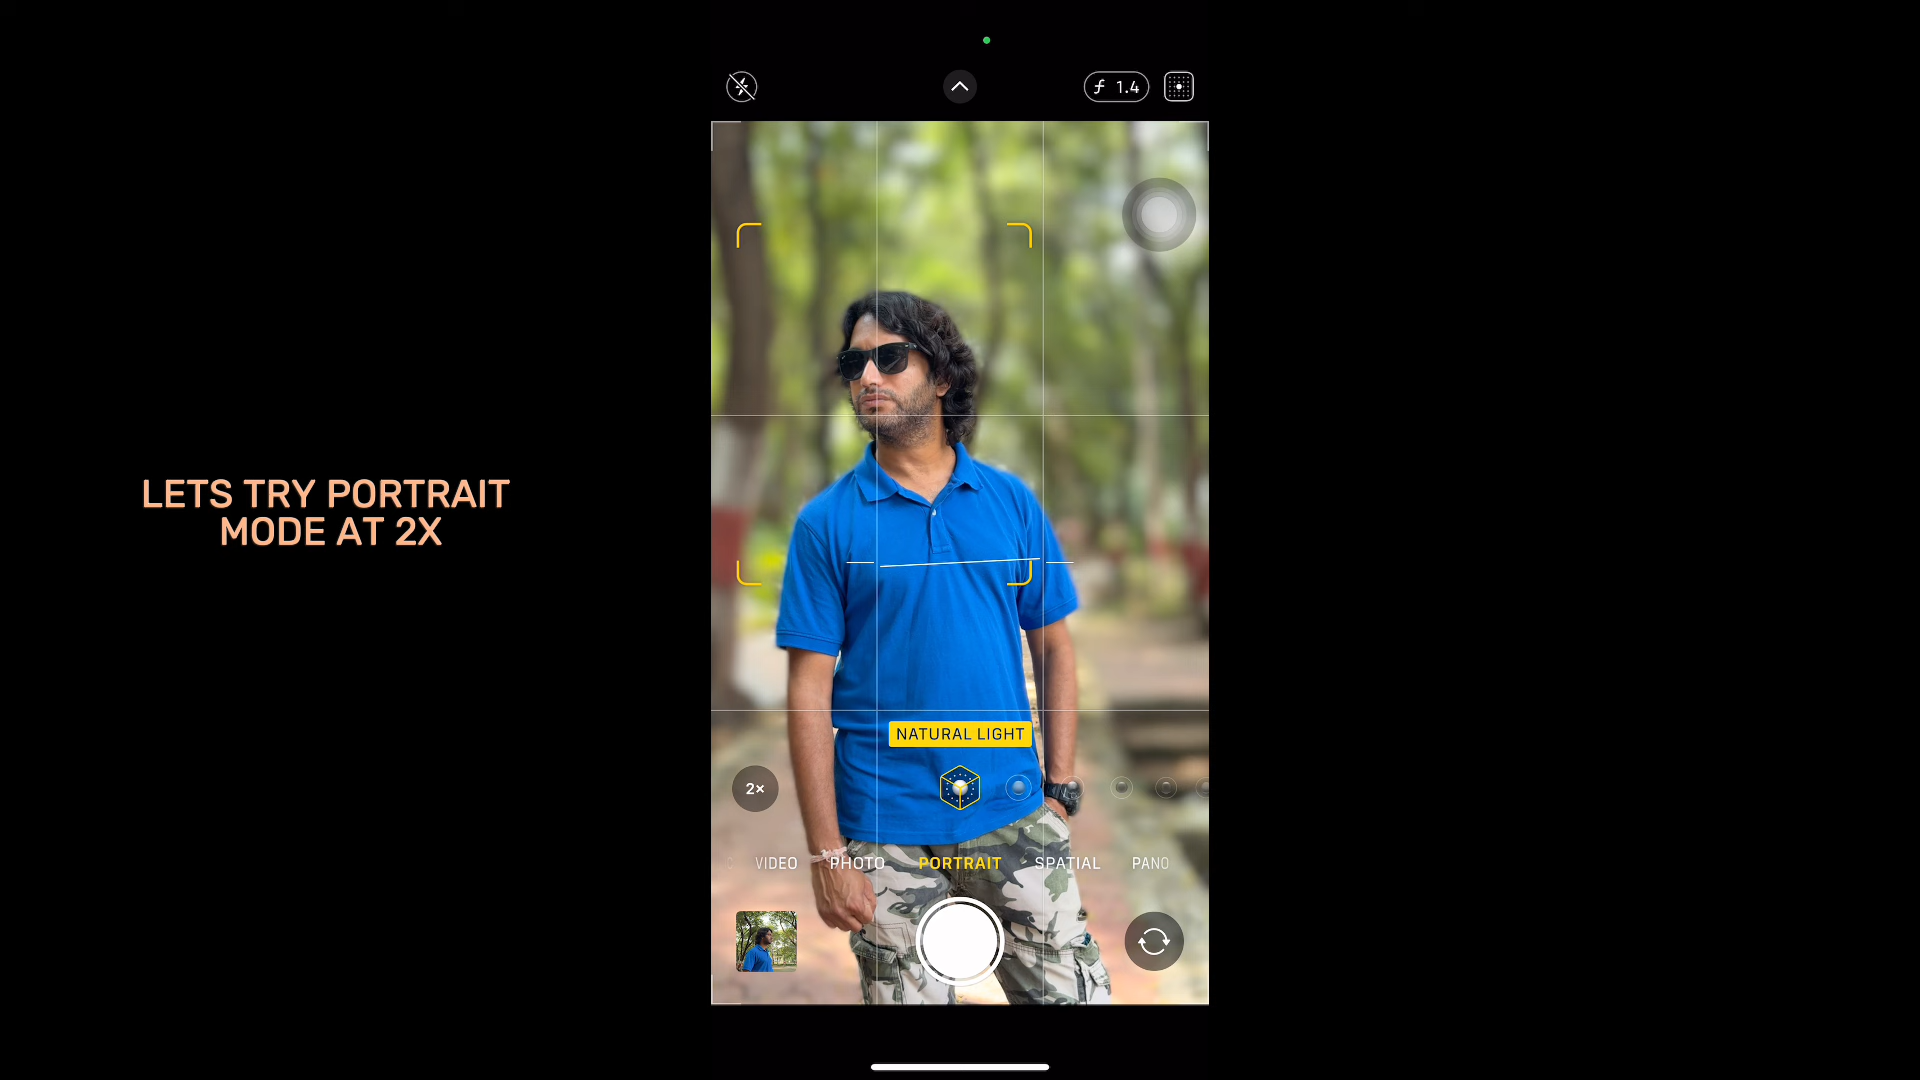 ƒ 1.4
LETS TRY PORTRAIT
MODE AT 2X
NATURAL LIGHT
2×
VIDEO PHOTO PORTRAIT SPATIAL PANO